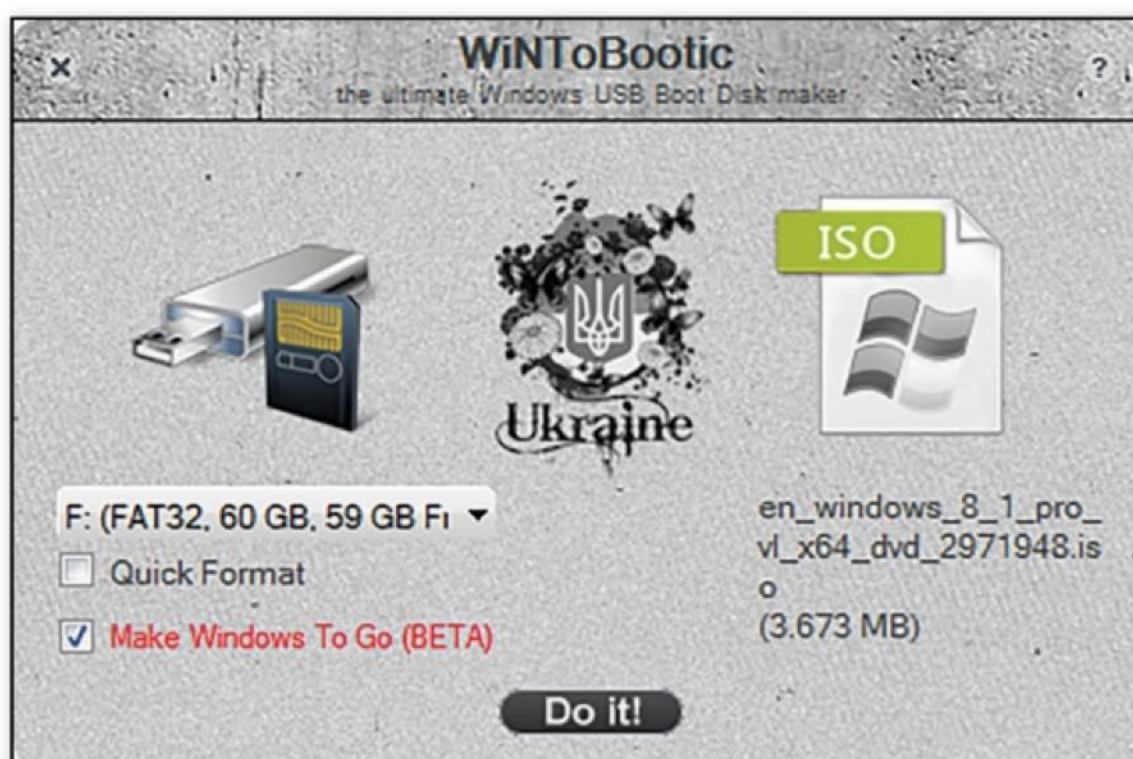 WiNToBootic
the ultimate Windows USB Boot Disk maker
?
ISO
Ukraine
F: (FAT32, 60 GB, 59 GB Fr
Quick Format
Make Windows To Go (BETA)
en_windows_8_1_pro_
vl_x64_dvd_2971948.is
o
(3.673 MB)
Do it!